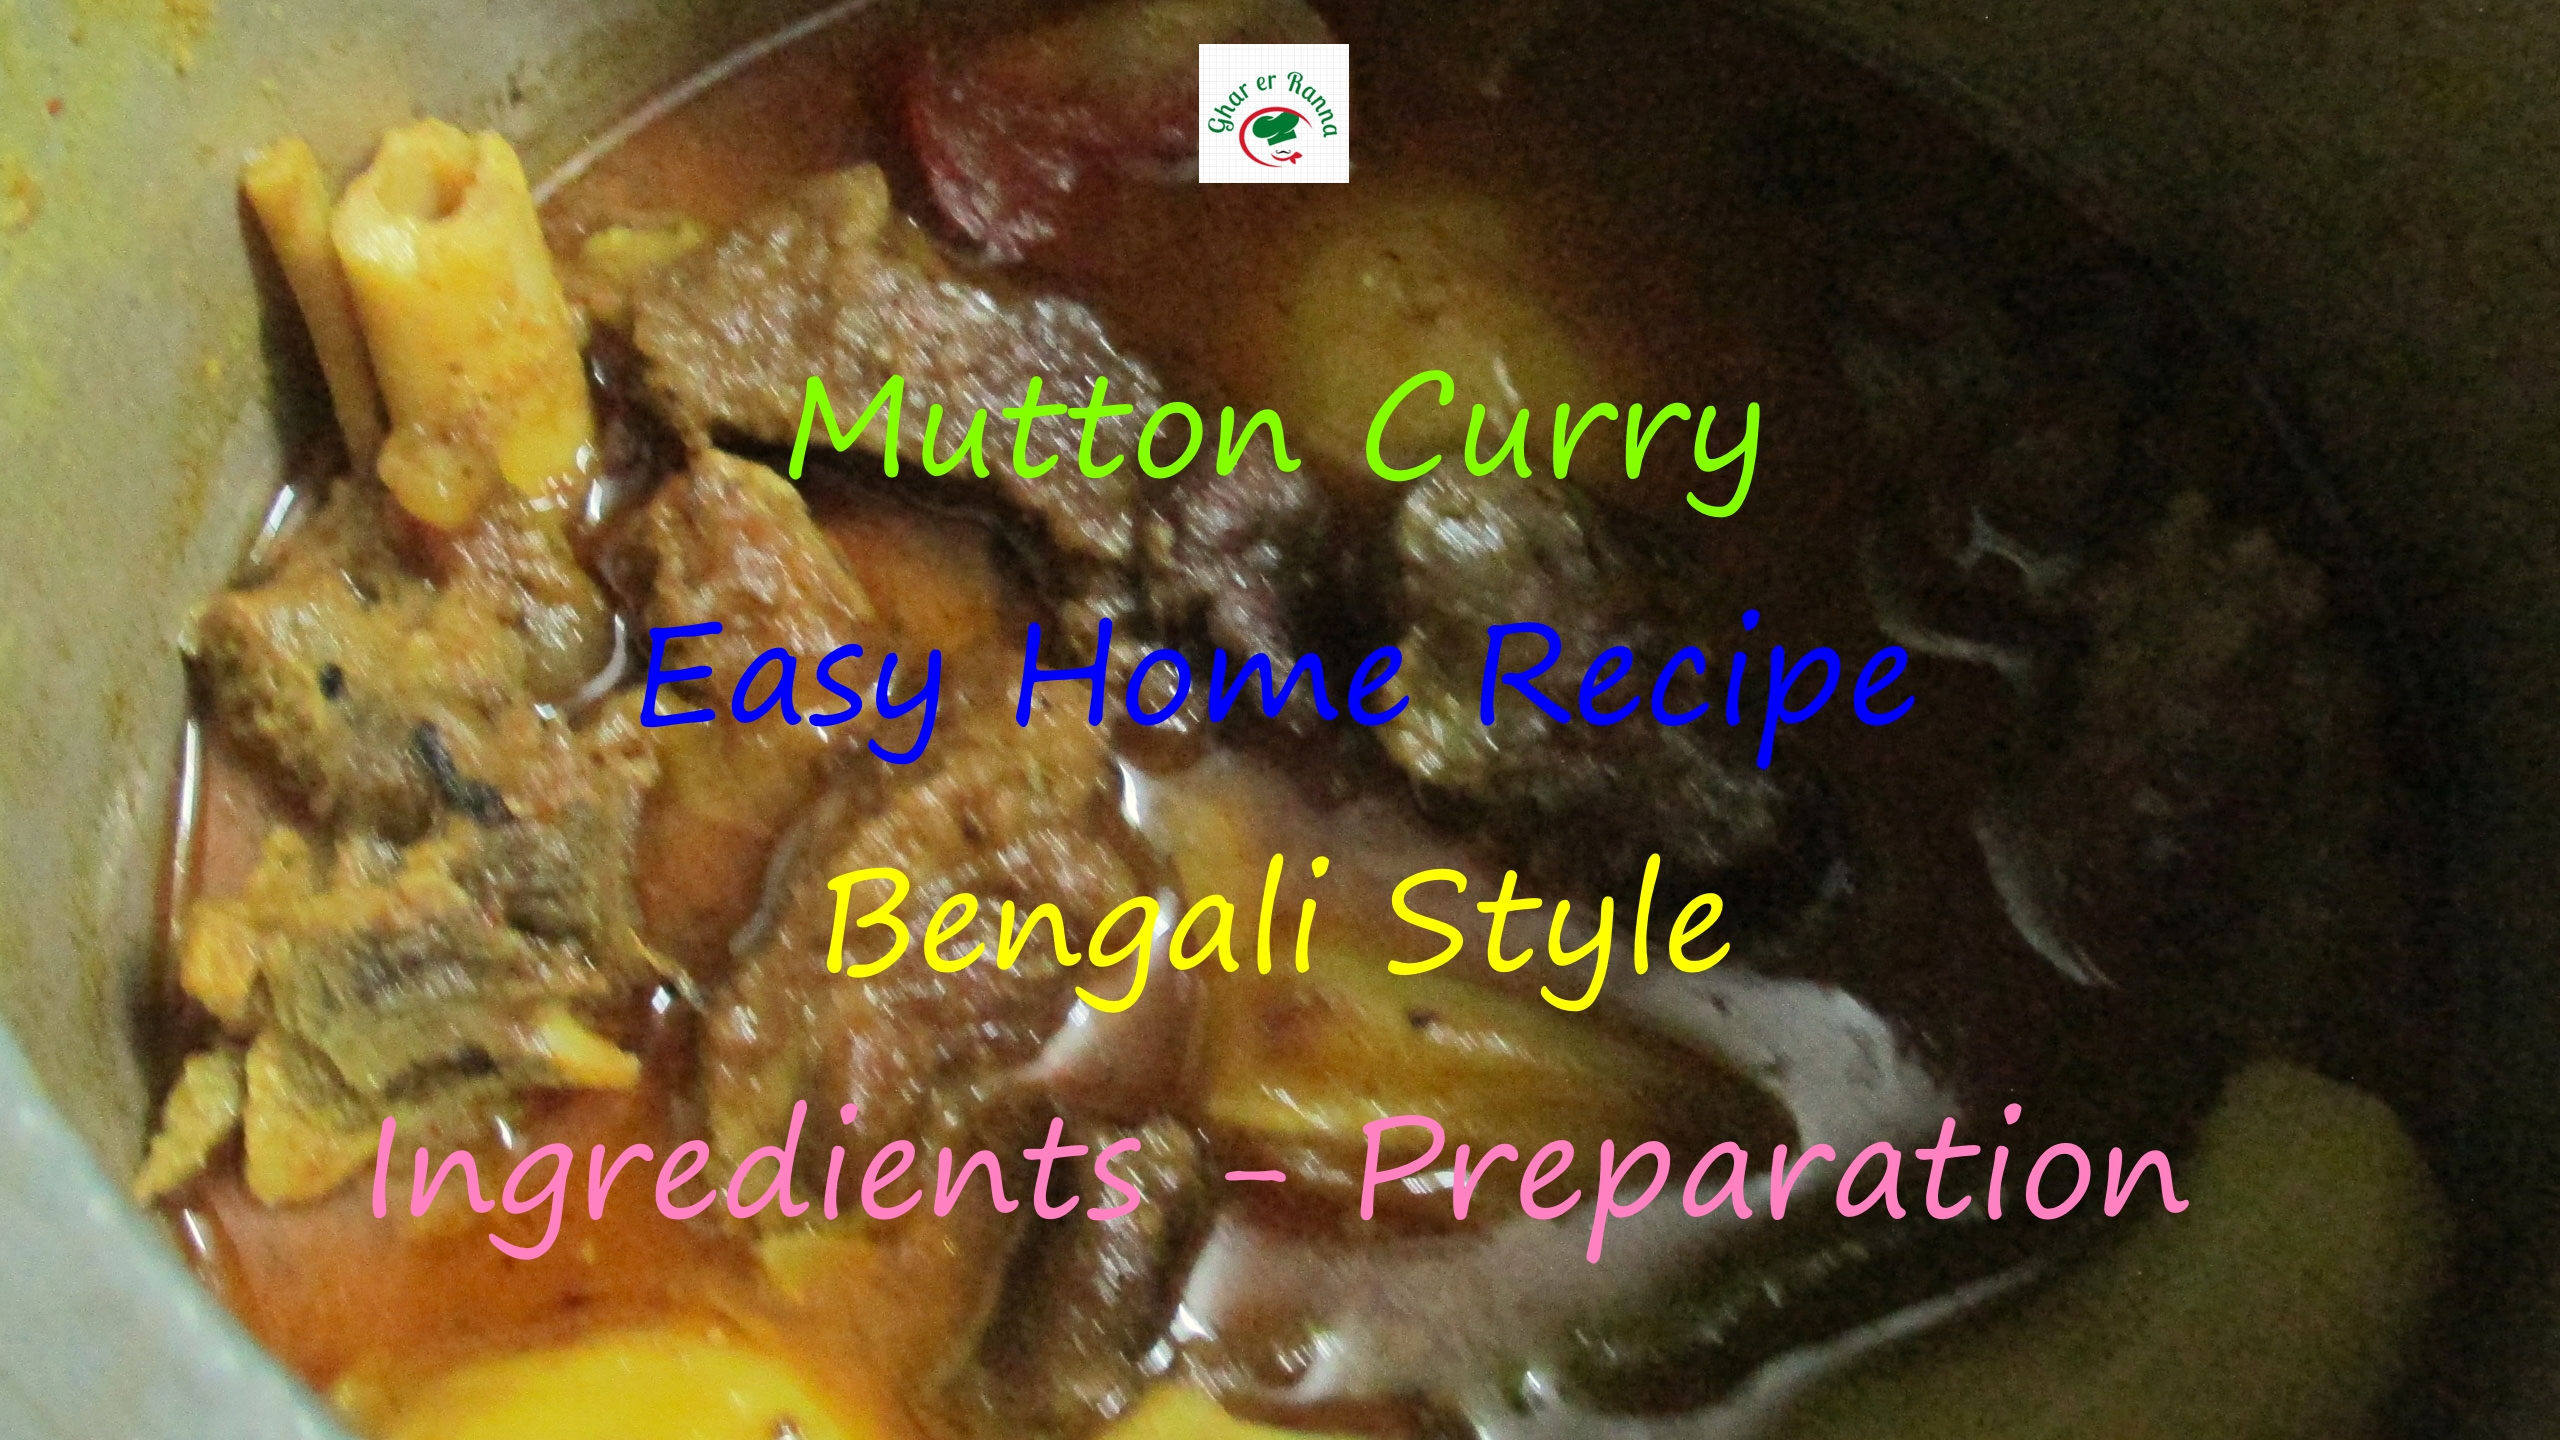 Ghar er Ranna
Mutton Curry
Easy Home Recipe
Bengali Style
Ingredients - Preparation